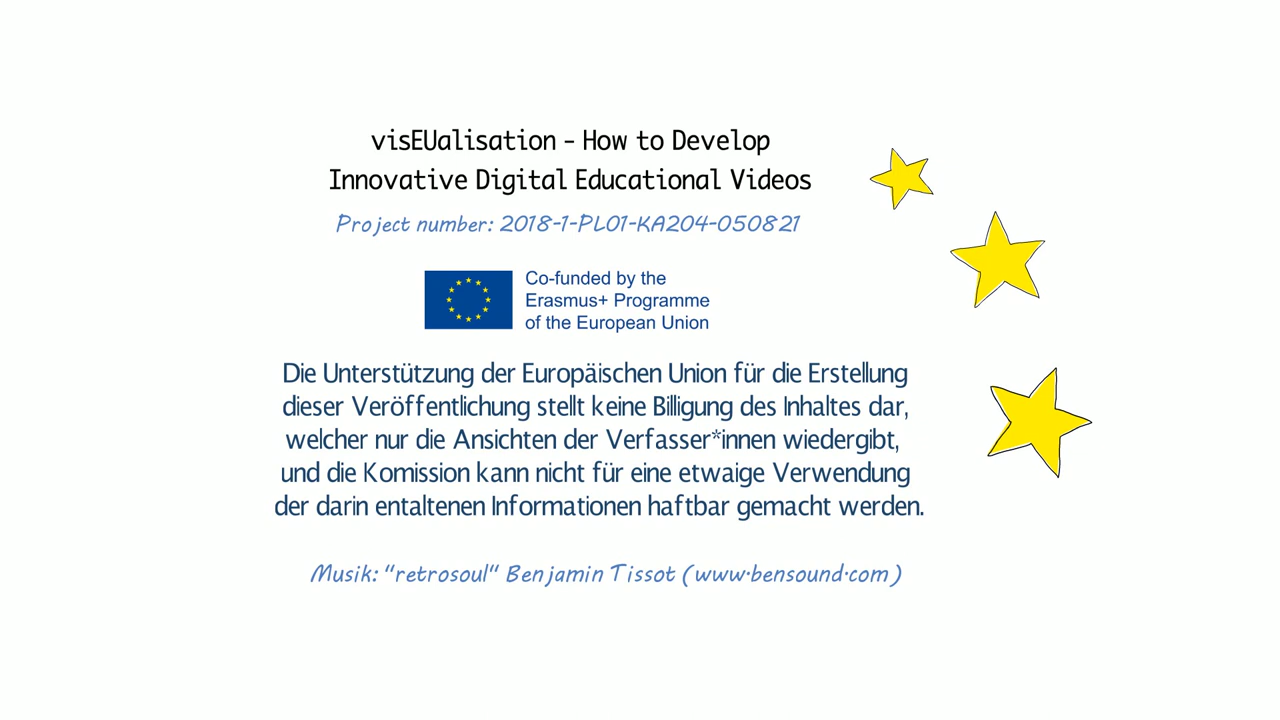 visEUalisation - How to Develop
Innovative Digital Educational Videos
Project number: 2018-1-PL01-KA204-050821
Co-funded by the
Erasmus+ Programme
of the European Union
Die Unterstützung der Europäischen Union für die Erstellung
dieser Veröffentlichung stellt keine Billigung des Inhaltes dar,
welcher nur die Ansichten der Verfasser*innen wiedergibt,
und die Komission kann nicht für eine etwaige Verwendung
der darin entaltenen Informationen haftbar gemacht werden.
Musik: "retrosoul" Benjamin Tissot (www.bensound.com)